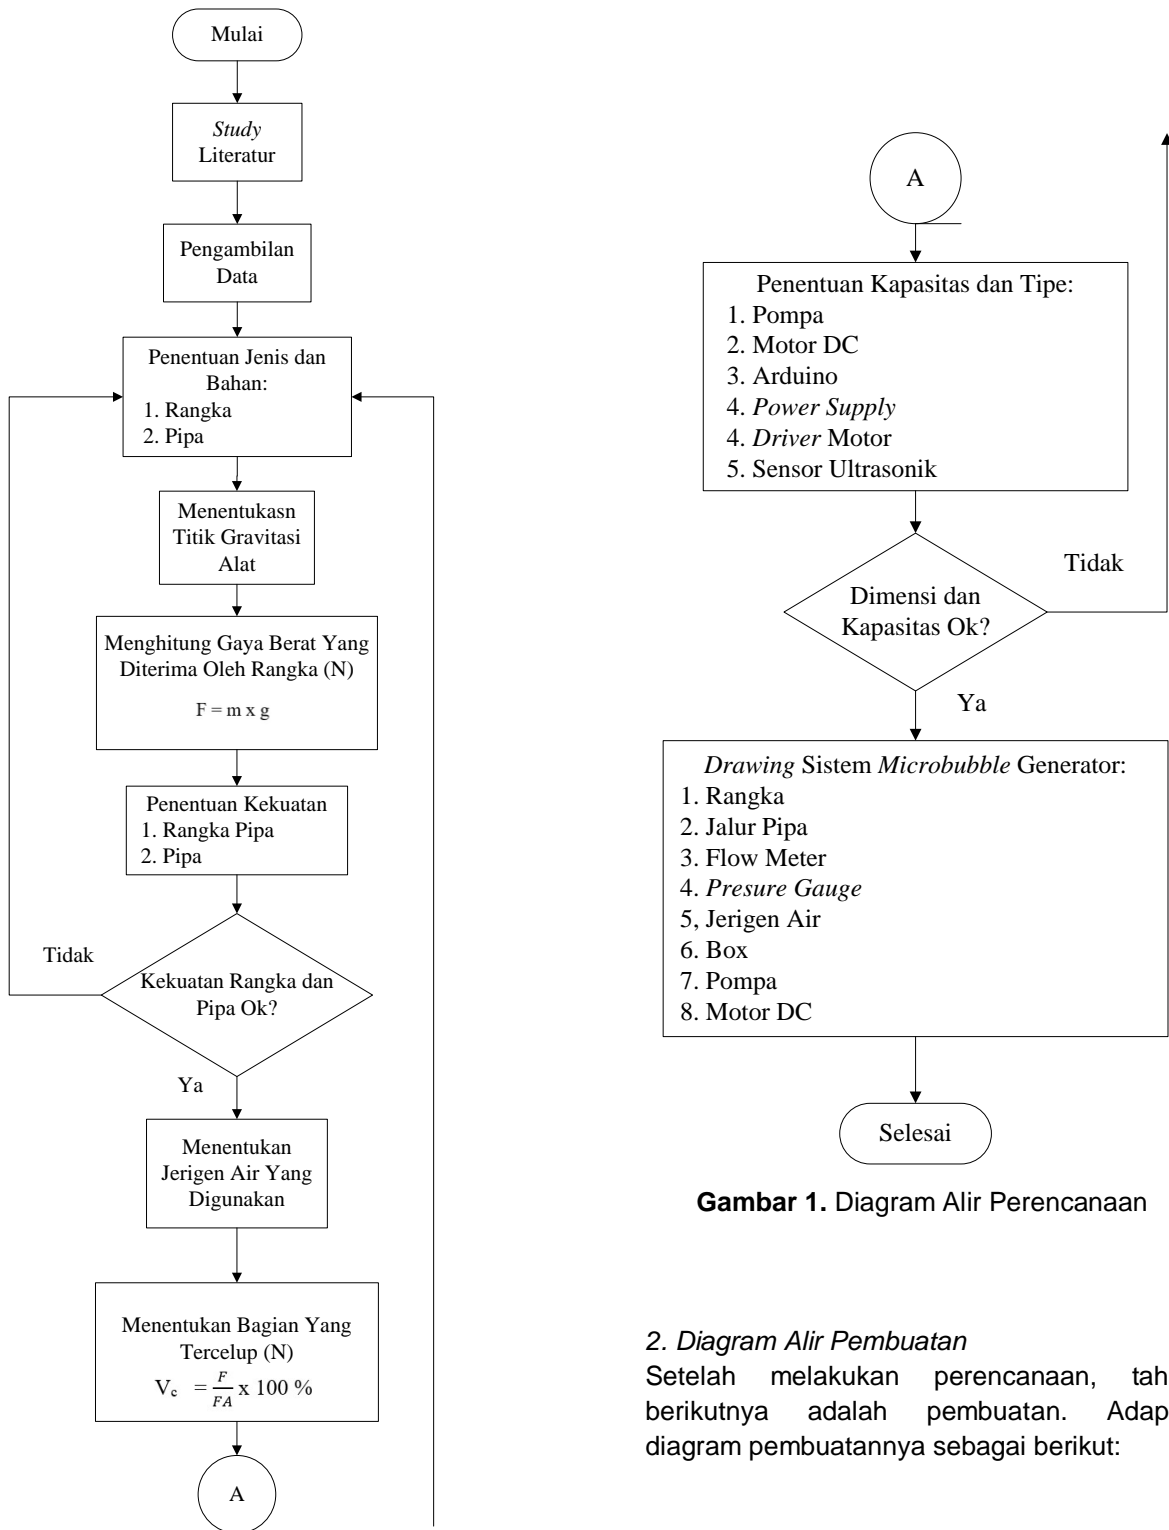 Mulai
Study
Literatur
Pengambilan
Data
Penentuan Jenis dan
Bahan:
1. Rangka
2. Pipa
Menentukasn
Titik Gravitasi
Alat
Menghitung Gaya Berat Yang
Diterima Oleh Rangka (N)
F = m x g
Penentuan Kekuatan
1. Rangka Pipa
2. Pipa
Tidak
Kekuatan Rangka dan
Pipa Ok?
Ya
Menentukan
Jerigen Air Yang
Digunakan
Menentukan Bagian Yang
Tercelup (N)
V_c = F/FA x 100 %
A
A
Penentuan Kapasitas dan Tipe:
1. Pompa
2. Motor DC
3. Arduino
4. Power Supply
4. Driver Motor
5. Sensor Ultrasonik
Tidak
Dimensi dan
Kapasitas Ok?
Ya
Drawing Sistem Microbubble Generator:
1. Rangka
2. Jalur Pipa
3. Flow Meter
4. Presure Gauge
5, Jerigen Air
6. Box
7. Pompa
8. Motor DC
Selesai
Gambar 1. Diagram Alir Perencanaan
2. Diagram Alir Pembuatan
Setelah melakukan perencanaan, tah
berikutnya adalah pembuatan. Adap
diagram pembuatannya sebagai berikut: